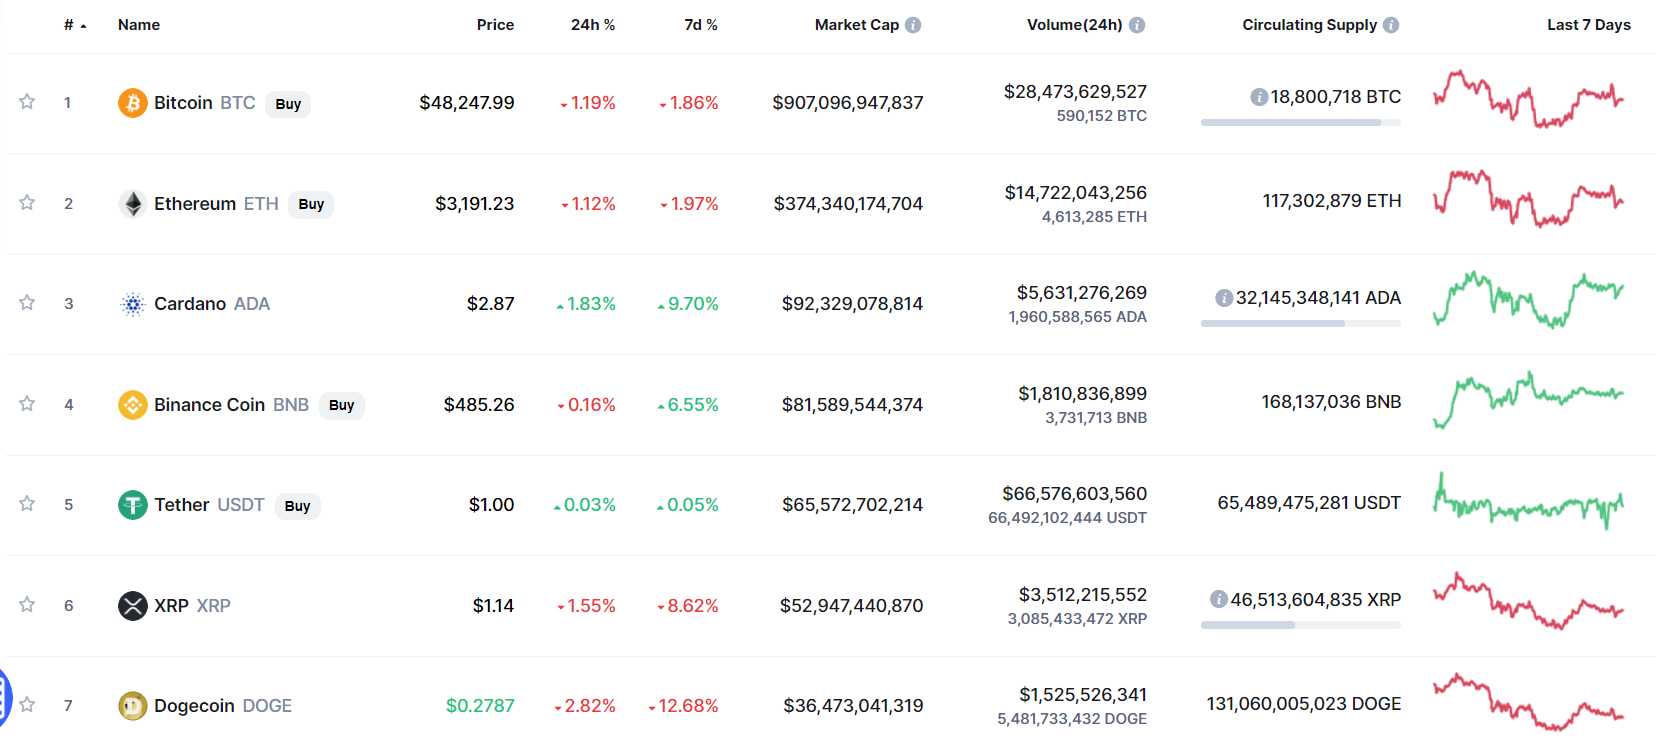 # Name Price 24h % 7d % Market Cap Volume(24h) Circulating Supply Last 7 Days
1 Bitcoin BTC Buy $48,247.99 1.19% 1.86% $907,096,947,837 $28,473,629,527 18,800,718 BTC
590,152 BTC
2 Ethereum ETH Buy $3,191.23 1.12% 1.97% $374,340,174,704 $14,722,043,256 117,302,879 ETH
4,613,285 ETH
3 Cardano ADA $2.87 1.83% 9.70% $92,329,078,814 $5,631,276,269 32,145,348,141 ADA
1,960,588,565 ADA
4 Binance Coin BNB Buy $485.26 0.16% 6.55% $81,589,544,374 $1,810,836,899 168,137,036 BNB
3,731,713 BNB
5 Tether USDT Buy $1.00 0.03% 0.05% $65,572,702,214 $66,576,603,560 65,489,475,281 USDT
66,492,102,444 USDT
6 XRP XRP $1.14 1.55% 8.62% $52,947,440,870 $3,512,215,552 46,513,604,835 XRP
3,085,433,472 XRP
7 Dogecoin DOGE $0.2787 2.82% 12.68% $36,473,041,319 $1,525,526,341 131,060,005,023 DOGE
5,481,733,432 DOGE